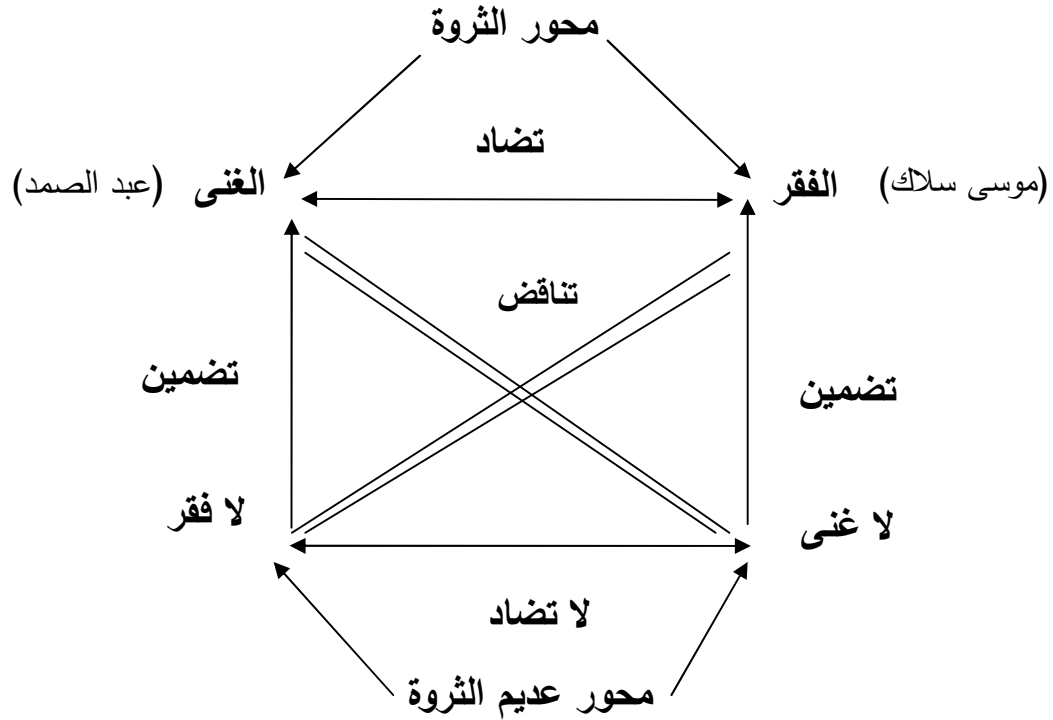 محور الثروة
تضاد
(موسى سلاك) الفقر
الغنى (عبد الصمد)
تناقض
تضمين
تضمين
لا غنى
لا فقر
لا تضاد
محور عديم الثروة